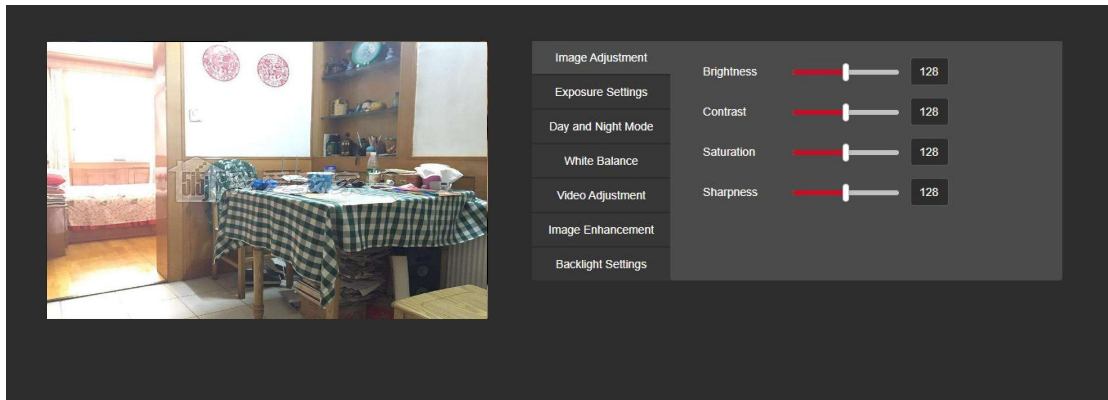 Image Adjustment
Exposure Settings
Day and Night Mode
White Balance
Video Adjustment
Image Enhancement
Backlight Settings
Brightness 128
Contrast 128
Saturation 128
Sharpness 128